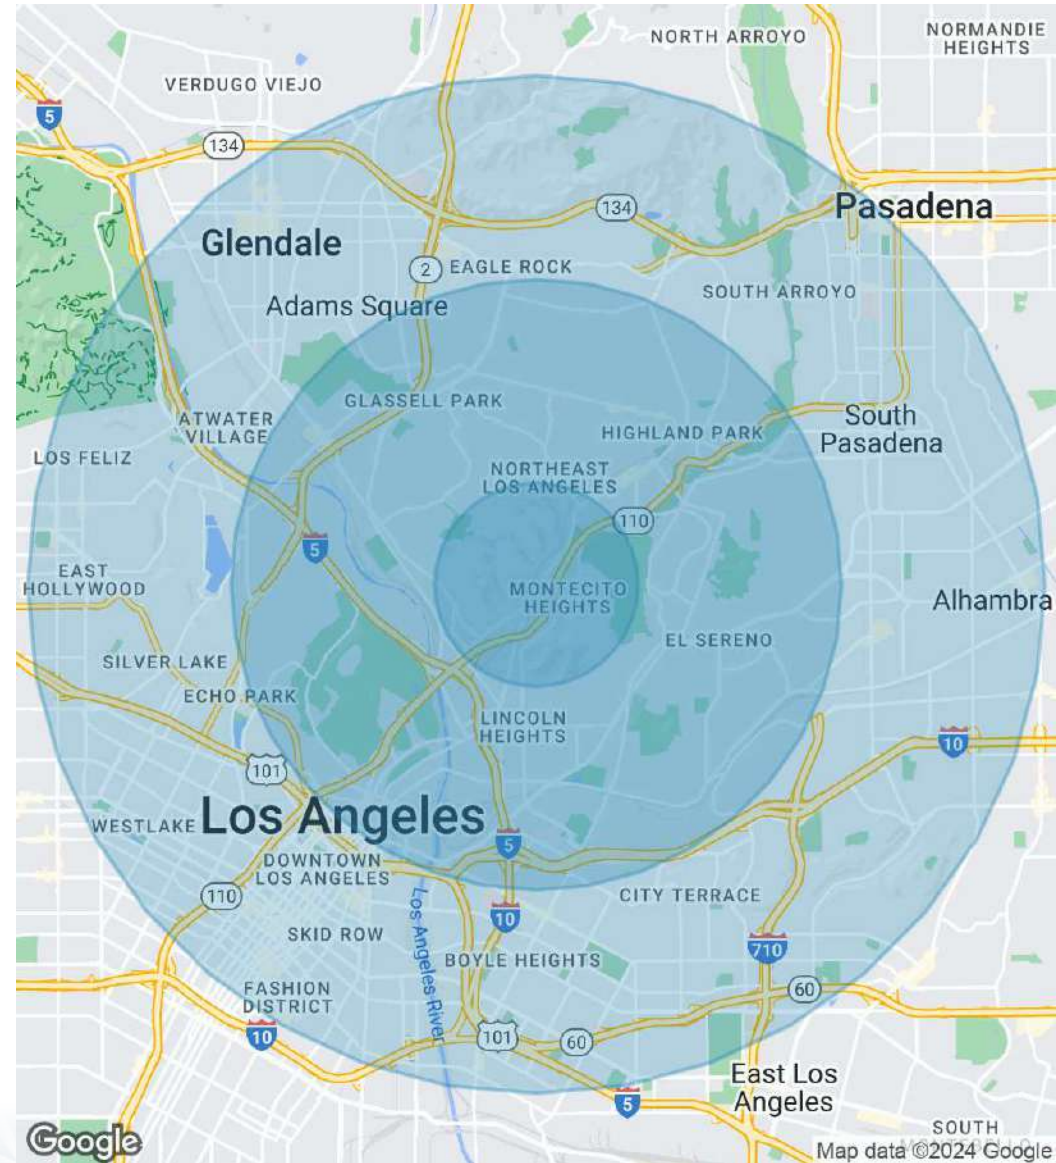 NORTH ARROYO
NORMANDIE
HEIGHTS
VERDUGO VIEJO
5
134
134
Pasadena
Glendale
2
EAGLE ROCK
SOUTH ARROYO
Adams Square
GLASSELL PARK
ATWATER
VILLAGE
HIGHLAND PARK
South
Pasadena
LOS FELIZ
NORTHEAST
LOS ANGELES
110
5
EAST
HOLLYWOOD
MONTECITO
HEIGHTS
Alhambra
EL SERENO
SILVER LAKE
ECHO PARK
LINCOLN
HEIGHTS
10
101
Los Angeles
WESTLAKE
5
DOWNTOWN
LOS ANGELES
110
CITY TERRACE
10
Los Angeles River
SKID ROW
710
BOYLE HEIGHTS
FASHION
DISTRICT
60
10
101
60
East Los
Angeles
5
SOUTH
Google
Map data ©2024 Google